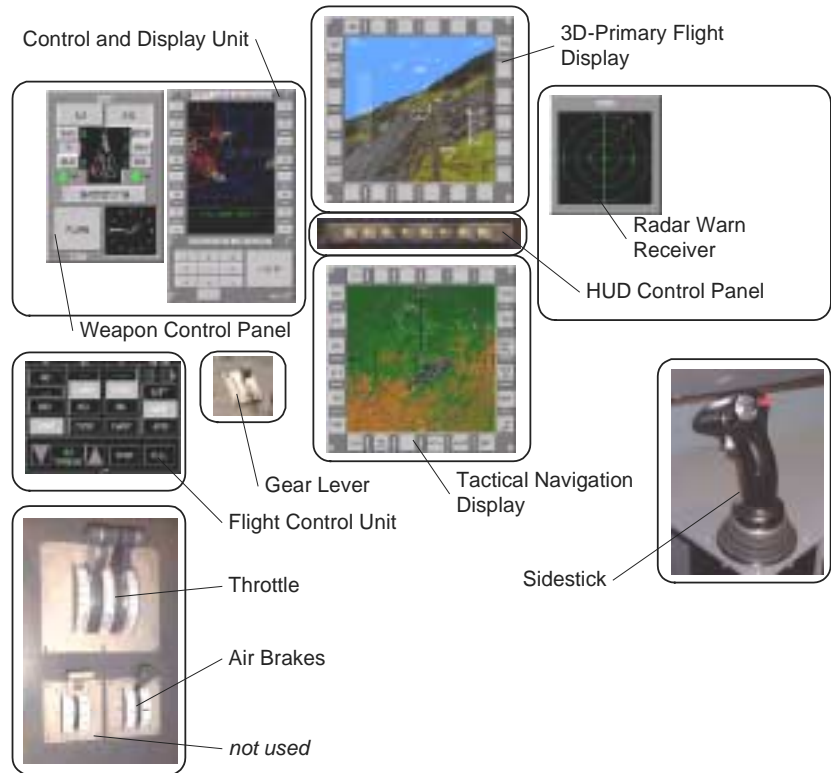 Control and Display Unit
3D-Primary Flight
Display
Radar Warn
Receiver
HUD Control Panel
Weapon Control Panel
Gear Lever
Tactical Navigation
Display
Flight Control Unit
Throttle
Sidestick
Air Brakes
not used